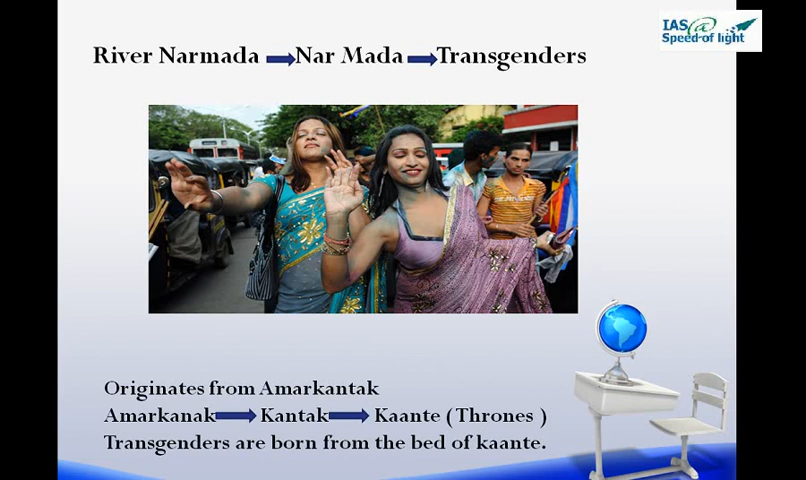 IAS@
Speed of light
River Narmada Nar Mada Transgenders
Originates from Amarkantak
Amarkanak Kantak Kaante ( Thrones )
Transgenders are born from the bed of kaante.